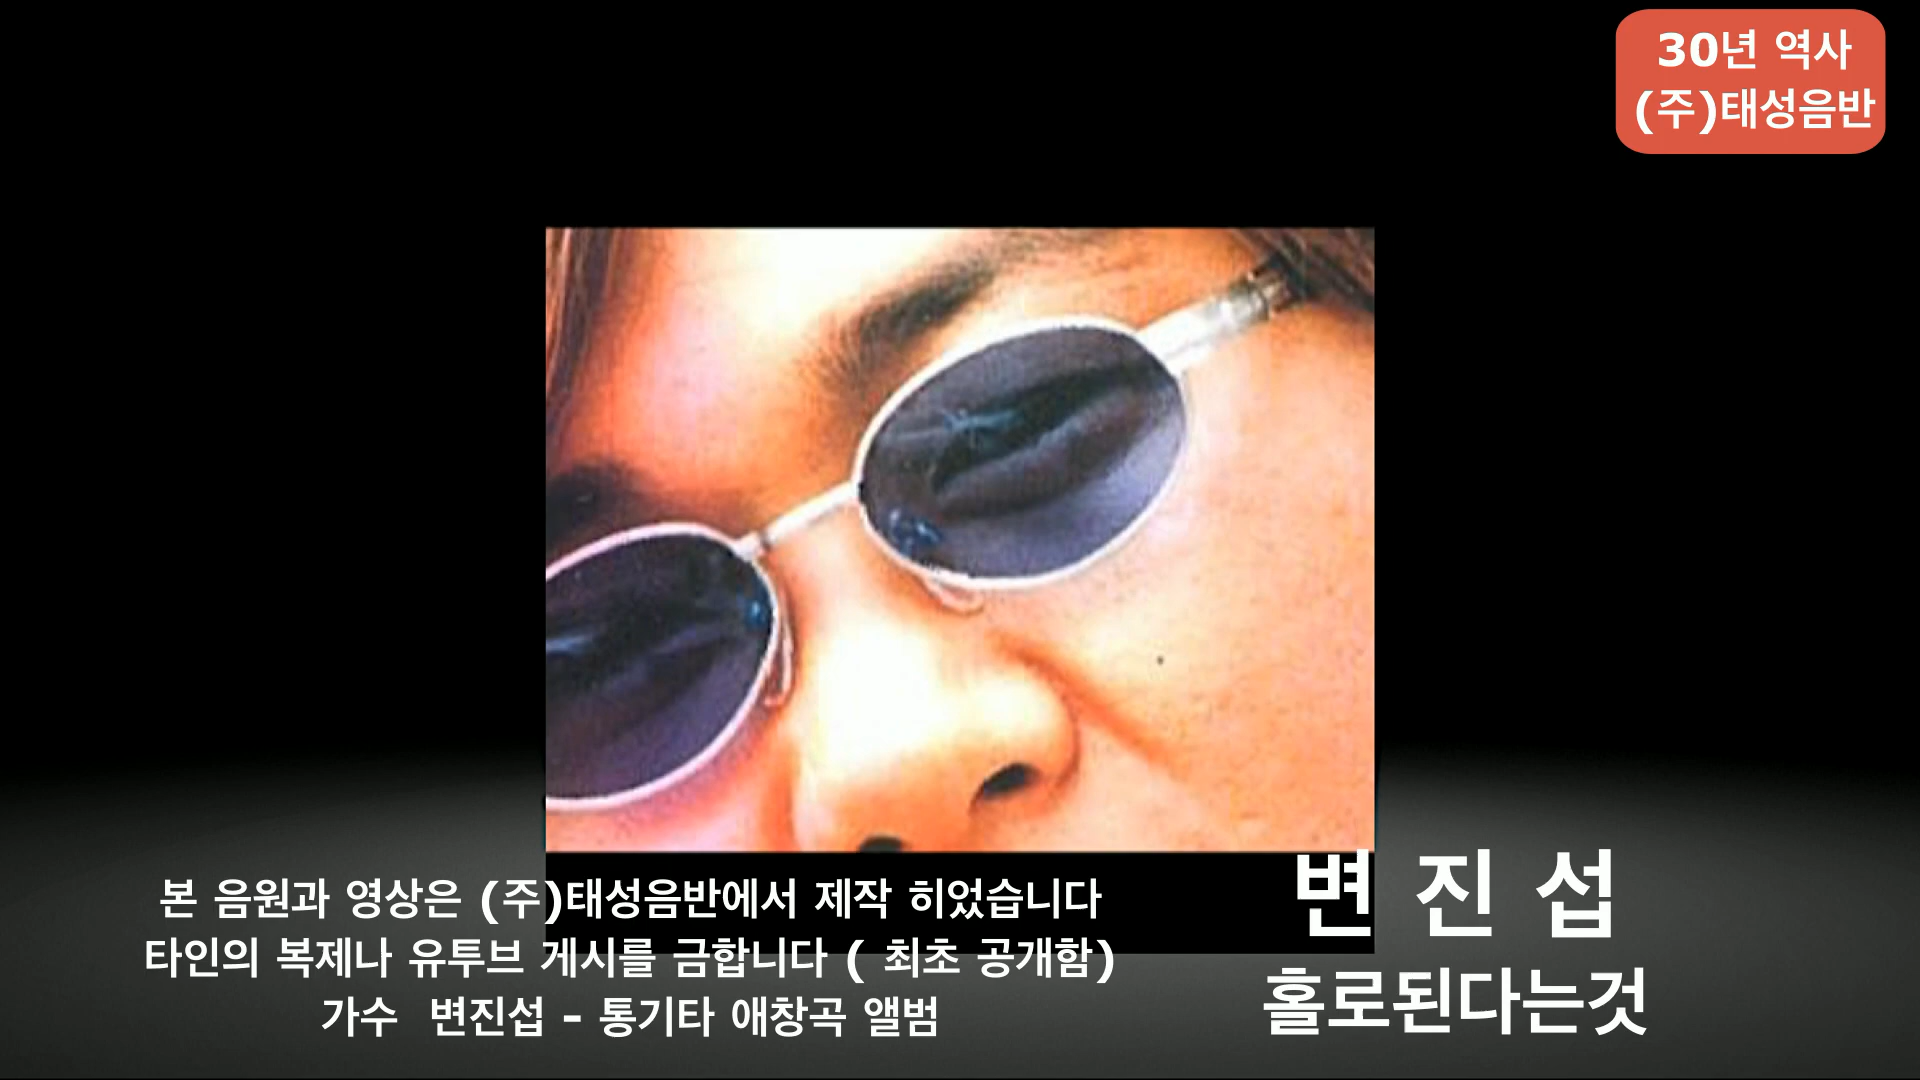 30년 역사
(주)태성음반
본 음원과 영상은 (주)태성음반에서 제작 히었습니다
타인의 복제나 유투브 게시를 금합니다 ( 최초 공개함)
가수 변진섭 - 통기타 애창곡 앨범
변 진 섭
홀로된다는것